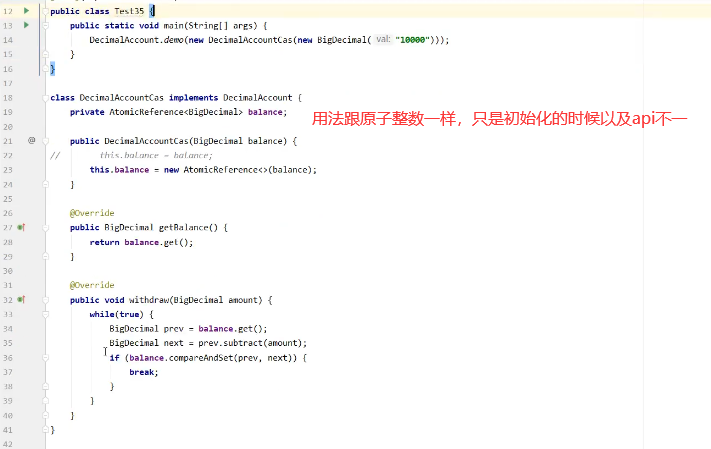 12 public class Test35 {
13 public static void main(String[] args) {
14 DecimalAccount.demo(new DecimalAccountCas(new BigDecimal( val: "10000")));
15 }
16 }
17
18 class DecimalAccountCas implements DecimalAccount {
19 private AtomicReference<BigDecimal> balance;
用法跟原子整数一样，只是初始化的时候以及api不一
20
21 @ public DecimalAccountCas(BigDecimal balance) {
22 // this.balance = balance;
23 this.balance = new AtomicReference<>(balance);
24 }
25
26 @Override
27 public BigDecimal getBalance() {
28 return balance.get();
29 }
30
31 @Override
32 public void withdraw(BigDecimal amount) {
33 while(true) {
34 BigDecimal prev = balance.get();
35 BigDecimal next = prev.subtract(amount);
36 if (balance.compareAndSet(prev, next)) {
37 break;
38 }
39 }
40 }
41 }
42